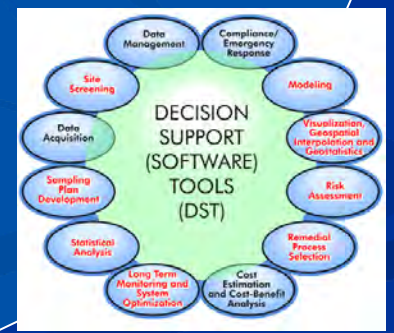 Data
Management
Compliance/
Emergency
Response
Site
Screening
Modeling
Data
Acquisition
DECISION
SUPPORT
(SOFTWARE)
TOOLS
(DST)
Visualization,
Geospatial
Interpolation and
Geostatistics
Sampling
Plan
Development
Risk
Assessment
Statistical
Analysis
Remedial
Process
Selection
Long Term
Monitoring and
System
Optimization
Cost
Estimation
and Cost-Benefit
Analysis